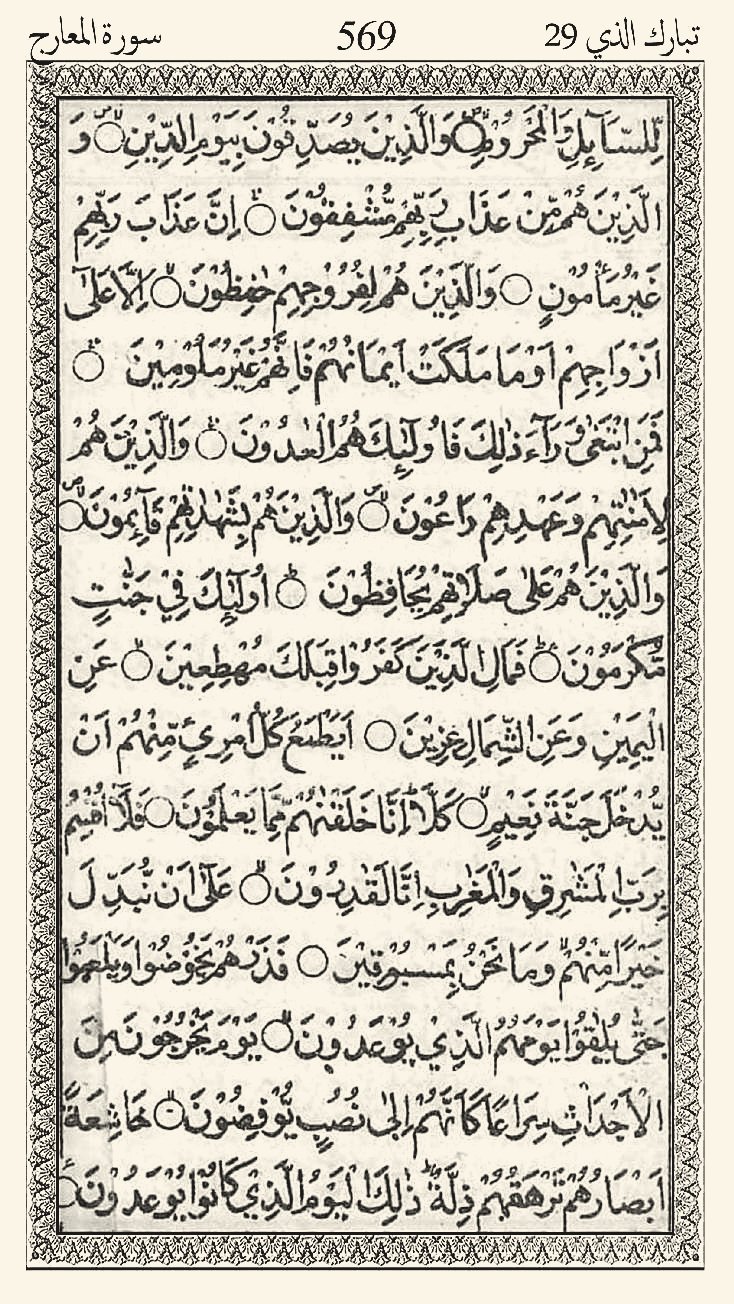 تبارك الذي 29 569 سورة المعارج
لِّلسَّآئِلِ وَالْمَحْرُوْمِ ۝ وَالَّذِيْنَ يُصَدِّقُوْنَ بِيَوْمِ الدِّيْنِ ۝ وَ
الَّذِيْنَ هُمْ مِّنْ عَذَابِ رَبِّهِمْ مُّشْفِقُوْنَ ۝ اِنَّ عَذَابَ رَبِّهِمْ
غَيْرُ مَاْمُوْنٍ ۝ وَالَّذِيْنَ هُمْ لِفُرُوْجِهِمْ حٰفِظُوْنَ ۝ اِلَّا عَلٰٓى
اَزْوَاجِهِمْ اَوْ مَا مَلَكَتْ اَيْمَانُهُمْ فَاِنَّهُمْ غَيْرُ مَلُوْمِيْنَ ۝
فَمَنِ ابْتَغٰى وَرَآءَ ذٰلِكَ فَاُولٰٓئِكَ هُمُ الْعٰدُوْنَ ۝ وَالَّذِيْنَ هُمْ
لِاَمٰنٰتِهِمْ وَعَهْدِهِمْ رَاعُوْنَ ۝ وَالَّذِيْنَ هُمْ بِشَهٰدٰتِهِمْ قَآئِمُوْنَ ۝
وَالَّذِيْنَ هُمْ عَلٰى صَلَاتِهِمْ يُحَافِظُوْنَ ۝ اُولٰٓئِكَ فِيْ جَنّٰتٍ
مُّكْرَمُوْنَ ۝ فَمَالِ الَّذِيْنَ كَفَرُوْا قِبَلَكَ مُهْطِعِيْنَ ۝ عَنِ
الْيَمِيْنِ وَعَنِ الشِّمَالِ عِزِيْنَ ۝ اَيَطْمَعُ كُلُّ امْرِئٍ مِّنْهُمْ اَنْ
يُّدْخَلَ جَنَّةَ نَعِيْمٍ ۝ كَلَّا ؕ اِنَّا خَلَقْنٰهُمْ مِّمَّا يَعْلَمُوْنَ ۝ فَلَآ اُقْسِمُ
بِرَبِّ الْمَشٰرِقِ وَالْمَغٰرِبِ اِنَّا لَقٰدِرُوْنَ ۝ عَلٰٓى اَنْ نُّبَدِّلَ
خَيْرًا مِّنْهُمْ ۙ وَمَا نَحْنُ بِمَسْبُوْقِيْنَ ۝ فَذَرْهُمْ يَخُوْضُوْا وَيَلْعَبُوْا
حَتّٰى يُلٰقُوْا يَوْمَهُمُ الَّذِيْ يُوْعَدُوْنَ ۝ يَوْمَ يَخْرُجُوْنَ مِنَ
الْاَجْدَاثِ سِرَاعًا كَاَنَّهُمْ اِلٰى نُصُبٍ يُّوْفِضُوْنَ ۝ خَاشِعَةً
اَبْصَارُهُمْ تَرْهَقُهُمْ ذِلَّةٌ ؕ ذٰلِكَ الْيَوْمُ الَّذِيْ كَانُوْا يُوْعَدُوْنَ ۝